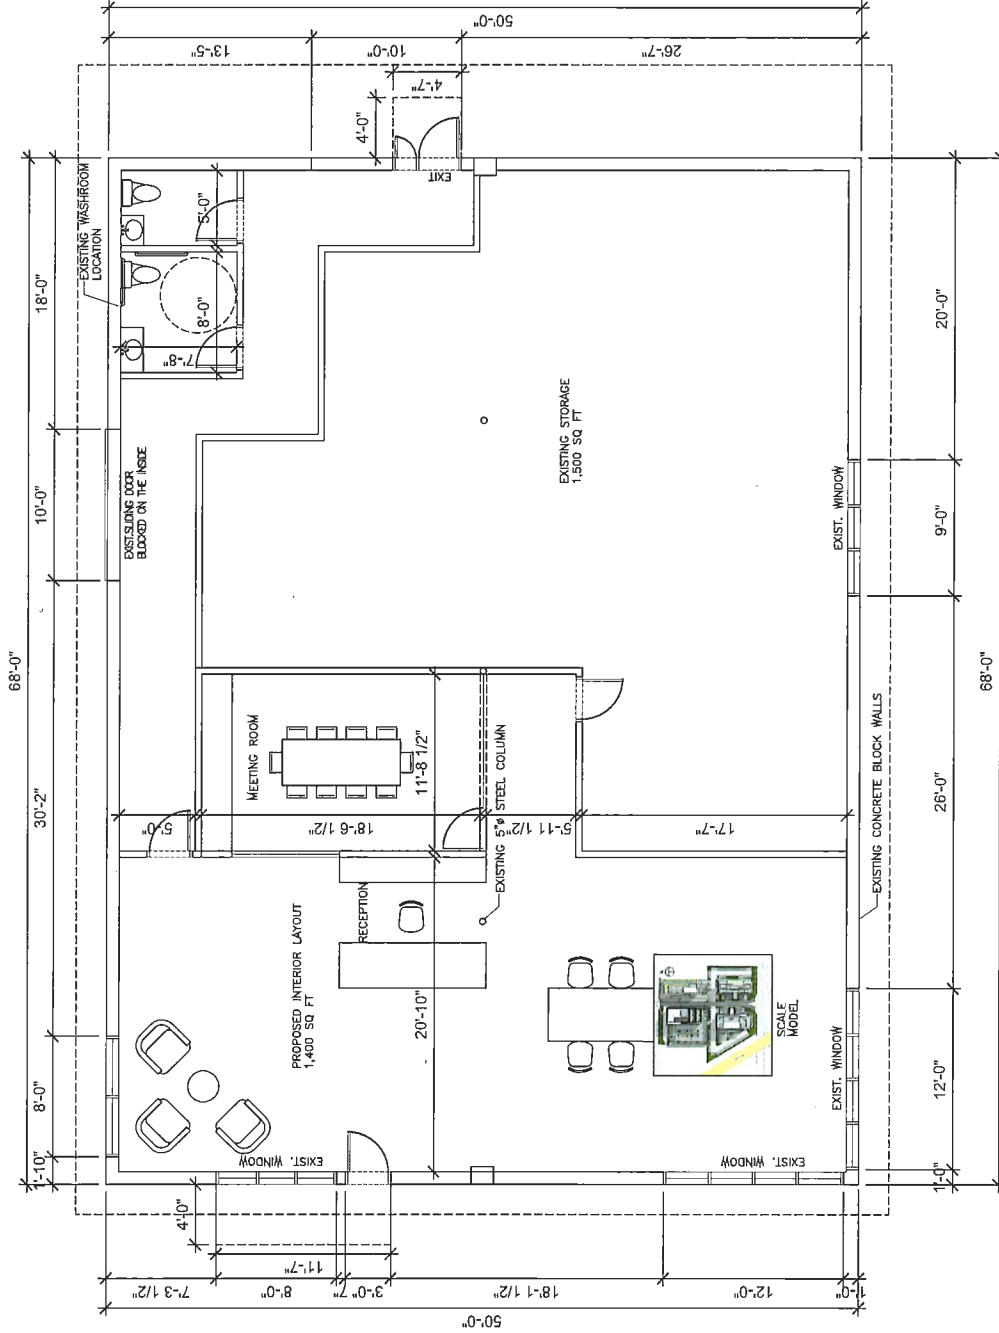 50'-0"
13'-5"
10'-0"
26'-7"
4'-7"
4'-0"
EXIT
68'-0"
18'-0"
10'-0"
30'-2"
8'-0"
1'-10"
EXISTING WASHROOM
LOCATION
5'-0"
8'-0"
7'-8"
EXIST.SLIDING DOOR
BLOCKED ON THE INSIDE
EXISTING STORAGE
1,500 SQ FT
EXIST. WINDOW
20'-0"
9'-0"
26'-0"
12'-0"
1'-0"
68'-0"
MEETING ROOM
11'-8 1/2"
EXISTING 5"ø STEEL COLUMN
5'-0"
18'-6 1/2"
5'-11 1/2"
17'-7"
EXISTING CONCRETE BLOCK WALLS
RECEPTION
PROPOSED INTERIOR LAYOUT
1,400 SQ FT
20'-10"
SCALE
MODEL
EXIST. WINDOW
EXIST. WINDOW
EXIST. WINDOW
4'-0"
11'-7"
7'-3 1/2"
8'-0"
3'-0"
7"
18'-1 1/2"
12'-0"
1'-0"
50'-0"